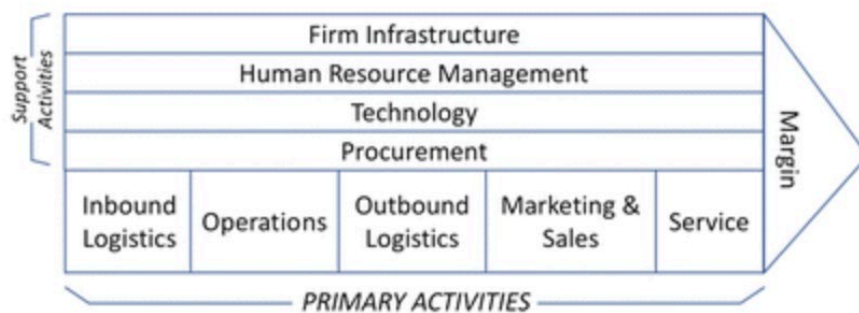 Support
Activities
Firm Infrastructure
Human Resource Management
Technology
Procurement
Inbound
Logistics
Operations
Outbound
Logistics
Marketing &
Sales
Service
Margin
PRIMARY ACTIVITIES